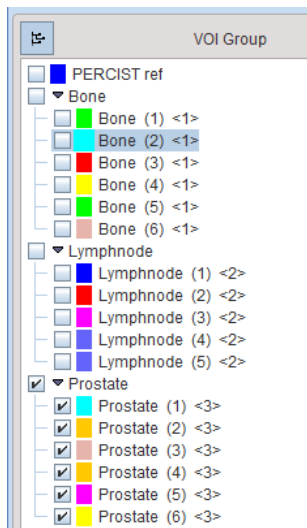 VOI Group
PERCIST ref
Bone
Bone (1) <1>
Bone (2) <1>
Bone (3) <1>
Bone (4) <1>
Bone (5) <1>
Bone (6) <1>
Lymphnode
Lymphnode (1) <2>
Lymphnode (2) <2>
Lymphnode (3) <2>
Lymphnode (4) <2>
Lymphnode (5) <2>
Prostate
Prostate (1) <3>
Prostate (2) <3>
Prostate (3) <3>
Prostate (4) <3>
Prostate (5) <3>
Prostate (6) <3>